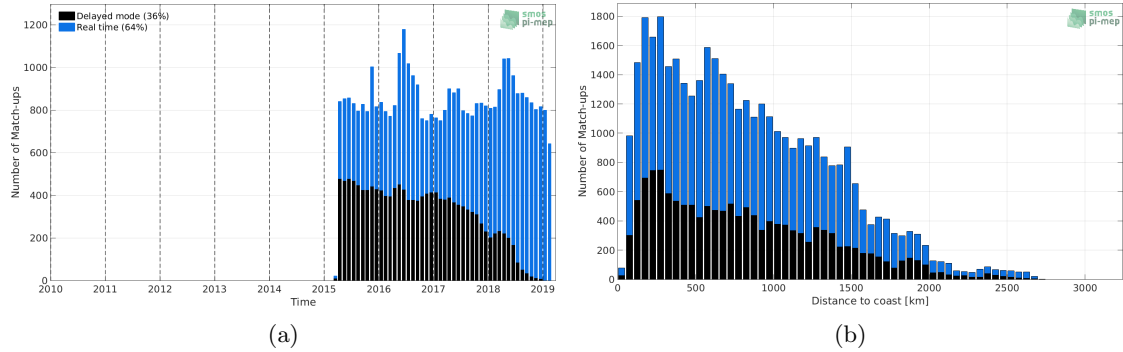 Delayed mode (36%)
Real time (64%)
smos
pi-mep
Number of Match-ups
1200
1000
800
600
400
200
0
2010 2011 2012 2013 2014 2015 2016 2017 2018 2019
Time
(a)
smos
pi-mep
Number of Match-ups
1800
1600
1400
1200
1000
800
600
400
200
0
0 500 1000 1500 2000 2500 3000
Distance to coast [km]
(b)